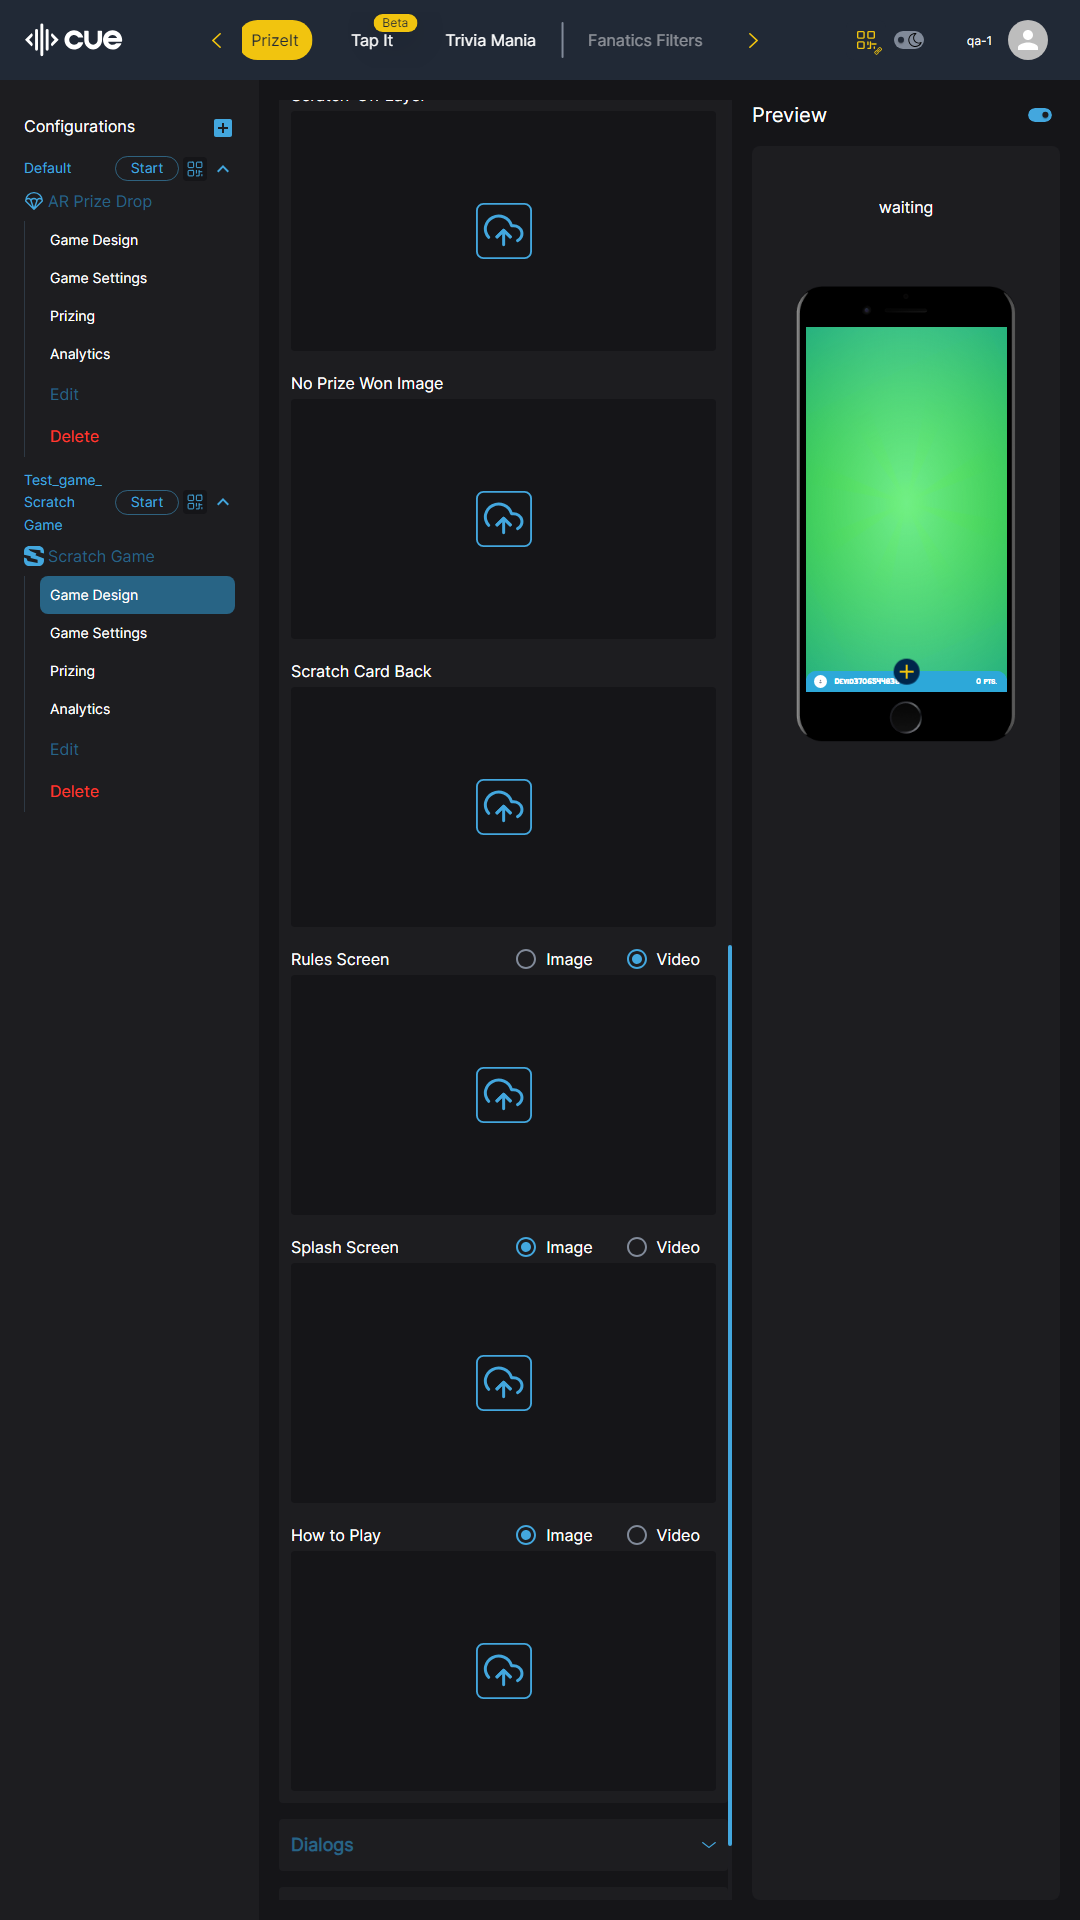 cue
PrizeIt
Beta
Tap It
Trivia Mania
Fanatics Filters
qa-1
Configurations
Default
Start
AR Prize Drop
Game Design
Game Settings
Prizing
Analytics
Edit
Delete
Test_game_
Scratch
Game
Start
Scratch Game
Game Design
Game Settings
Prizing
Analytics
Edit
Delete
No Prize Won Image
Scratch Card Back
Rules Screen
Image
Video
Splash Screen
Image
Video
How to Play
Image
Video
Dialogs
Preview
waiting
0 PTS.